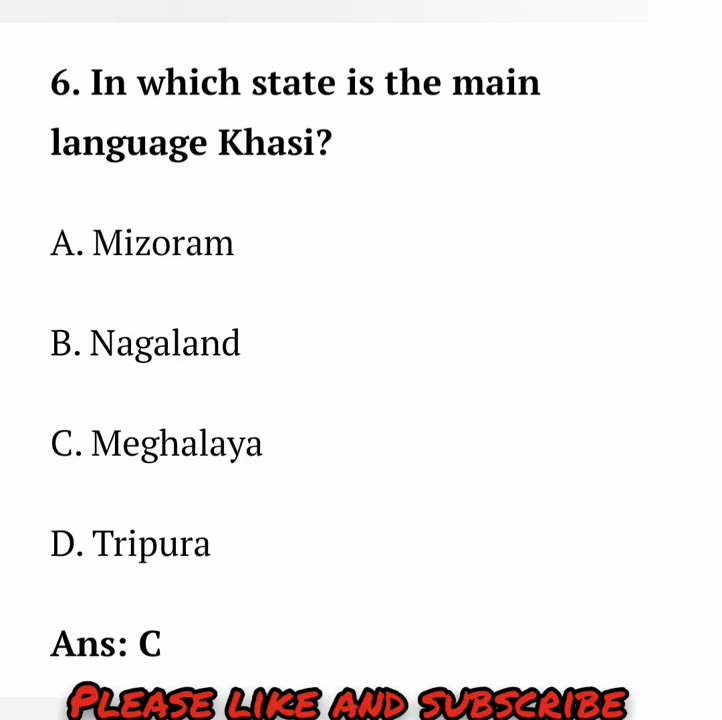 6. In which state is the main
language Khasi?
A. Mizoram
B. Nagaland
C. Meghalaya
D. Tripura
Ans: C
PLEASE LIKE AND SUBSCRIBE